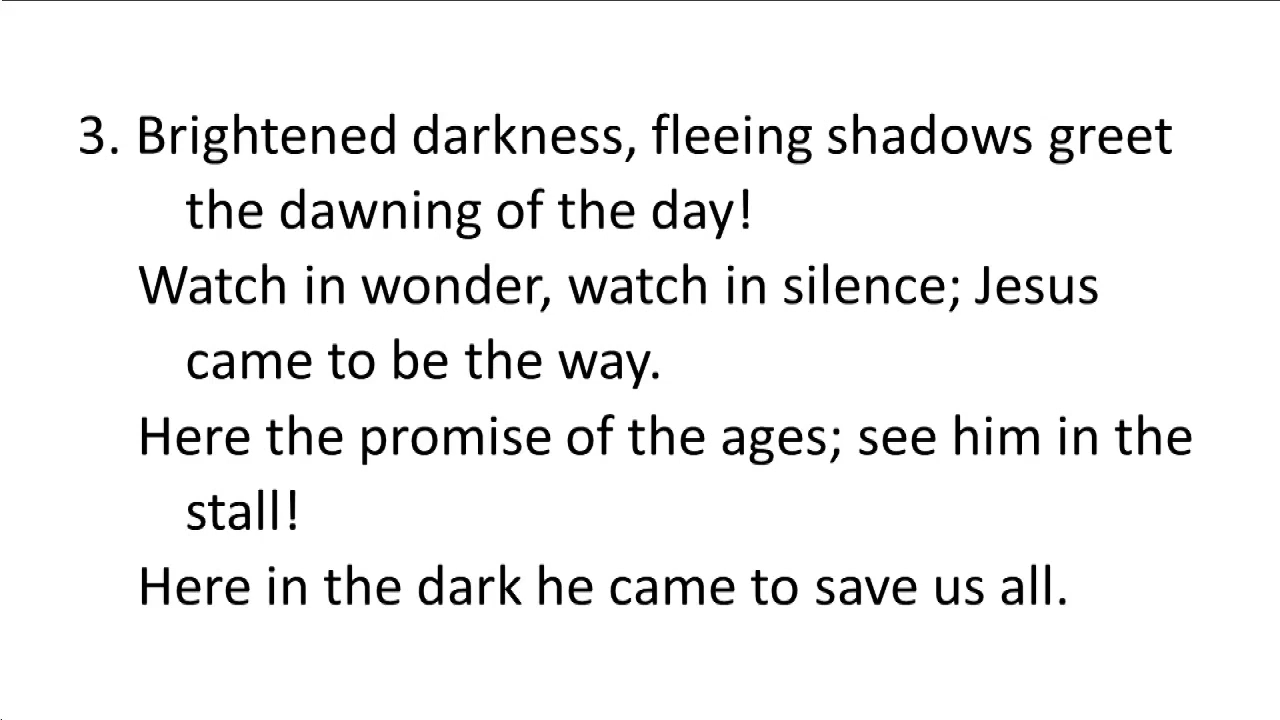 3. Brightened darkness, fleeing shadows greet
the dawning of the day!
Watch in wonder, watch in silence; Jesus
came to be the way.
Here the promise of the ages; see him in the
stall!
Here in the dark he came to save us all.